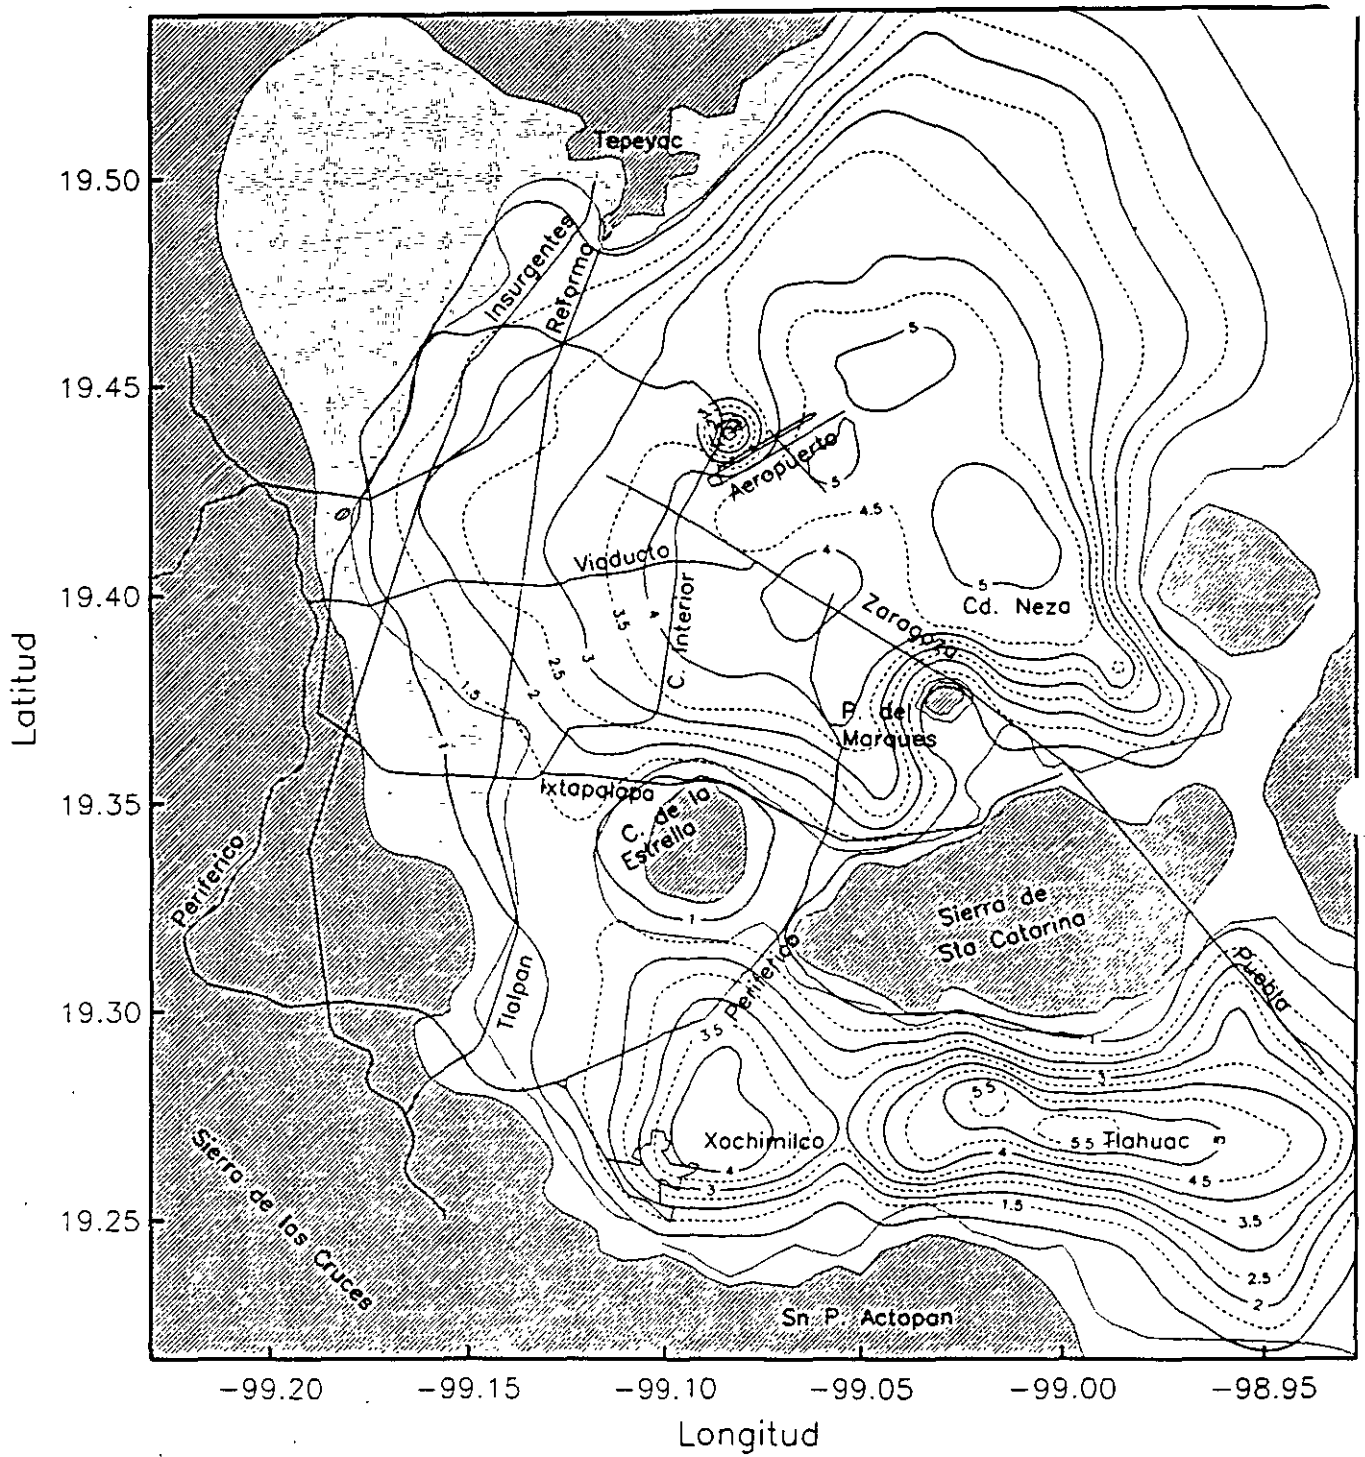 Tepeyac
19.50
Insurgentes
Reforma
5
19.45
3
Aeropuerto
5
4.5
Viaducto
4
5
19.40
Cd. Neza
Zaragoza
3.5
4
C. Interior
3
2.5
2
1.5
Latitud
P. del
Marques
1
19.35
Ixtapalapa
C. de la
Estrella
1
Periferico
Sierra de
Sta Catarina
Puebla
Periferico
Tlalpan
19.30
3.5
1
3
5.5
Xochimilco
5.5
Tlahuac
5
4
4
4.5
3
1.5
3.5
19.25
2.5
2
Sierra de las Cruces
Sn. P. Actopan
-99.20
-99.15
-99.10
-99.05
-99.00
-98.95
Longitud